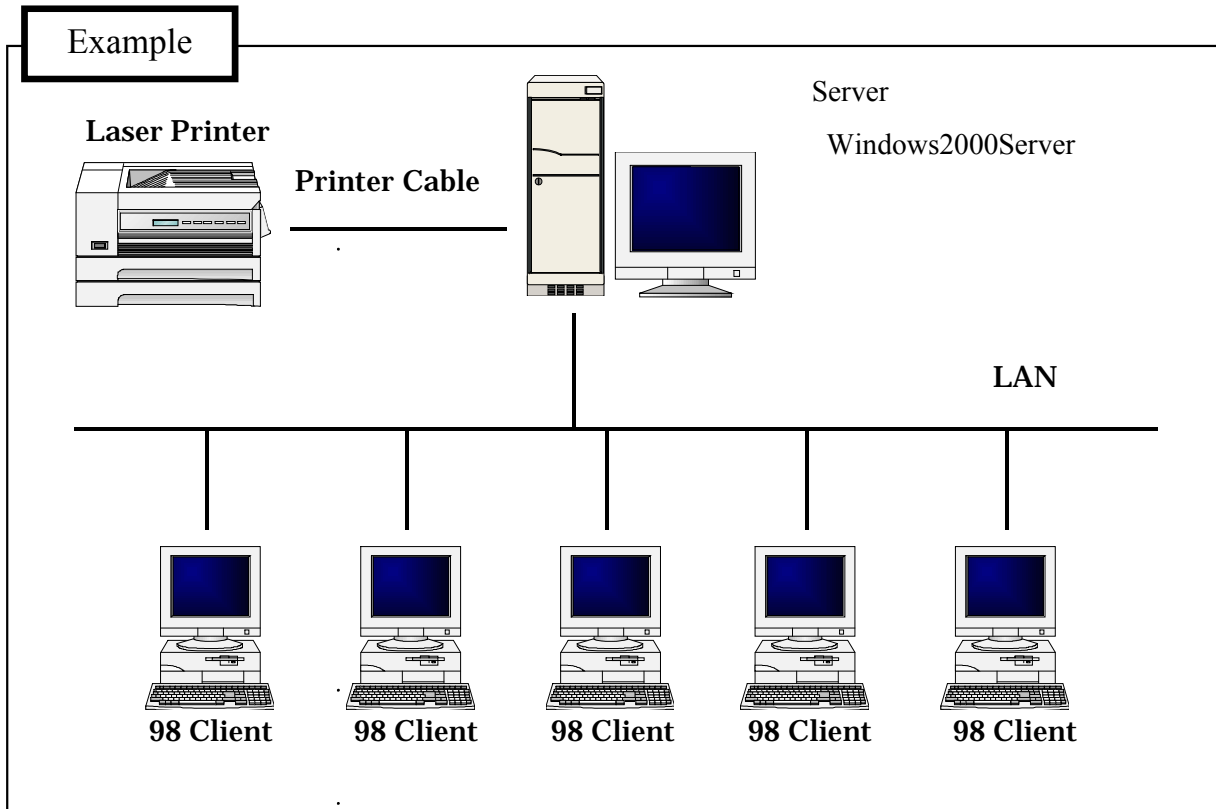 Example
Server
Laser Printer
Windows2000Server
Printer Cable
LAN
98 Client 98 Client 98 Client 98 Client 98 Client